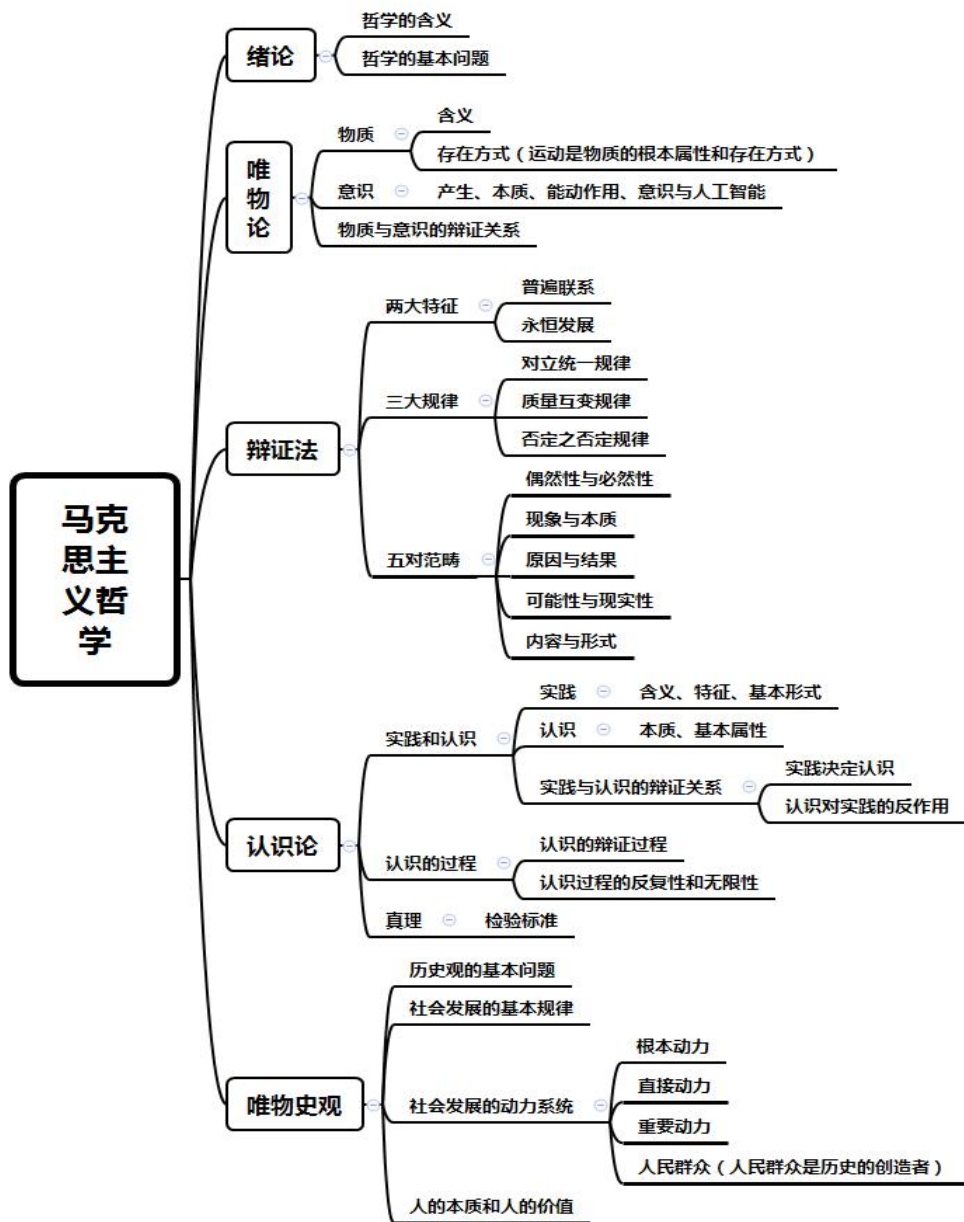 马克
思主
义哲
学
绪论
哲学的含义
哲学的基本问题
唯
物
论
物质
含义
存在方式（运动是物质的根本属性和存在方式）
意识
产生、本质、能动作用、意识与人工智能
物质与意识的辩证关系
辩证法
两大特征
普遍联系
永恒发展
三大规律
对立统一规律
质量互变规律
否定之否定规律
五对范畴
偶然性与必然性
现象与本质
原因与结果
可能性与现实性
内容与形式
认识论
实践和认识
实践
含义、特征、基本形式
认识
本质、基本属性
实践与认识的辩证关系
实践决定认识
认识对实践的反作用
认识的过程
认识的辩证过程
认识过程的反复性和无限性
真理
检验标准
唯物史观
历史观的基本问题
社会发展的基本规律
社会发展的动力系统
根本动力
直接动力
重要动力
人民群众（人民群众是历史的创造者）
人的本质和人的价值